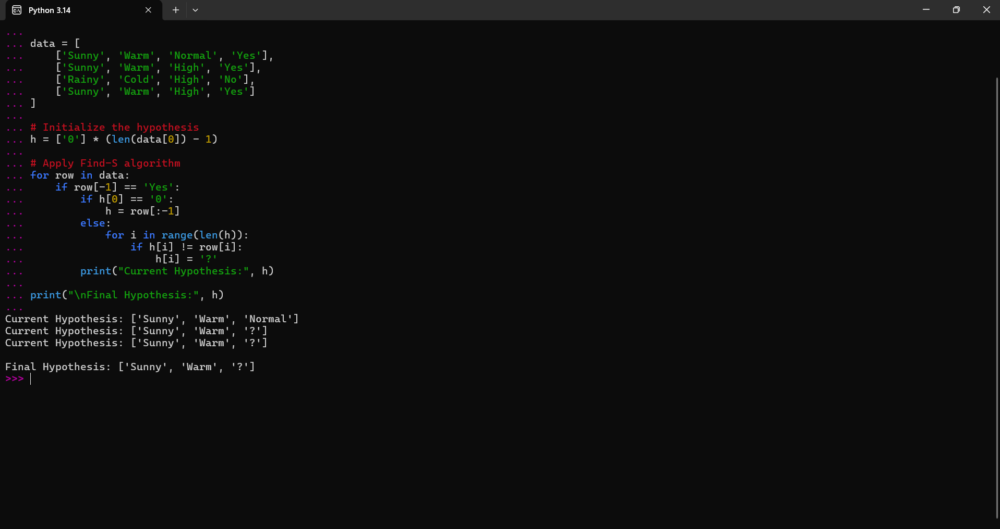 Python 3.14
...
... data = [
...     ['Sunny', 'Warm', 'Normal', 'Yes'],
...     ['Sunny', 'Warm', 'High', 'Yes'],
...     ['Rainy', 'Cold', 'High', 'No'],
...     ['Sunny', 'Warm', 'High', 'Yes']
... ]
...
... # Initialize the hypothesis
... h = ['0'] * (len(data[0]) - 1)
...
... # Apply Find-S algorithm
... for row in data:
...     if row[-1] == 'Yes':
...         if h[0] == '0':
...             h = row[:-1]
...         else:
...             for i in range(len(h)):
...                 if h[i] != row[i]:
...                     h[i] = '?'
...         print("Current Hypothesis:", h)
...
... print("\nFinal Hypothesis:", h)
...
Current Hypothesis: ['Sunny', 'Warm', 'Normal']
Current Hypothesis: ['Sunny', 'Warm', '?']
Current Hypothesis: ['Sunny', 'Warm', '?']

Final Hypothesis: ['Sunny', 'Warm', '?']
>>>